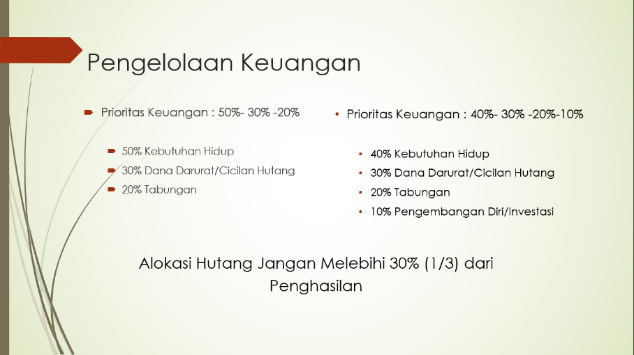 Pengelolaan Keuangan
Prioritas Keuangan : 50%- 30% -20%
50% Kebutuhan Hidup
30% Dana Darurat/Cicilan Hutang
20% Tabungan
Prioritas Keuangan : 40%- 30% -20%-10%
40% Kebutuhan Hidup
30% Dana Darurat/Cicilan Hutang
20% Tabungan
10% Pengembangan Diri/Investasi
Alokasi Hutang Jangan Melebihi 30% (1/3) dari
Penghasilan